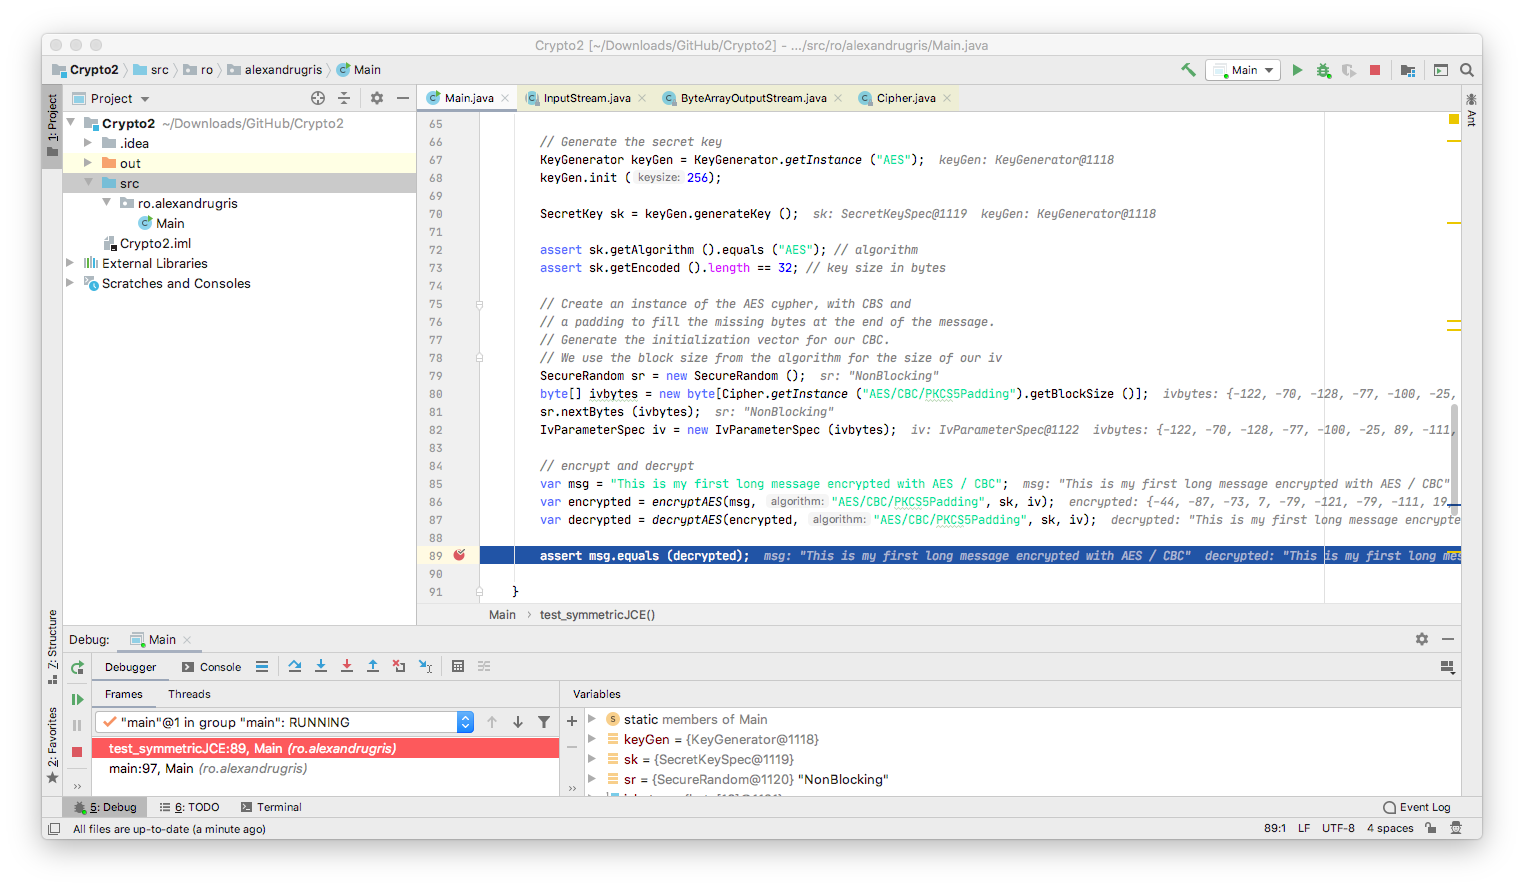 Crypto2 [~/Downloads/GitHub/Crypto2] - .../src/ro/alexandrugris/Main.java
Crypto2 src ro alexandrugris Main
Main
1: Project
Project
Main.java InputStream.java ByteArrayOutputStream.java Cipher.java
Ant
Crypto2 ~/Downloads/GitHub/Crypto2
.idea
out
src
ro.alexandrugris
Main
Crypto2.iml
External Libraries
Scratches and Consoles
65
66 // Generate the secret key
67 KeyGenerator keyGen = KeyGenerator.getInstance ("AES"); keyGen: KeyGenerator@1118
68 keyGen.init ( keysize: 256);
69
70 SecretKey sk = keyGen.generateKey (); sk: SecretKeySpec@1119 keyGen: KeyGenerator@1118
71
72 assert sk.getAlgorithm ().equals ("AES"); // algorithm
73 assert sk.getEncoded ().length == 32; // key size in bytes
74
75 // Create an instance of the AES cypher, with CBS and
76 // a padding to fill the missing bytes at the end of the message.
77 // Generate the initialization vector for our CBC.
78 // We use the block size from the algorithm for the size of our iv
79 SecureRandom sr = new SecureRandom (); sr: "NonBlocking"
80 byte[] ivbytes = new byte[Cipher.getInstance ("AES/CBC/PKCS5Padding").getBlockSize ()]; ivbytes: {-122, -70, -128, -77, -100, -25,
81 sr.nextBytes (ivbytes); sr: "NonBlocking"
82 IvParameterSpec iv = new IvParameterSpec (ivbytes); iv: IvParameterSpec@1122 ivbytes: {-122, -70, -128, -77, -100, -25, 89, -111,
83
84 // encrypt and decrypt
85 var msg = "This is my first long message encrypted with AES / CBC"; msg: "This is my first long message encrypted with AES / CBC"
86 var encrypted = encryptAES(msg, algorithm: "AES/CBC/PKCS5Padding", sk, iv); encrypted: {-44, -87, -73, 7, -79, -121, -79, -111, 19,
87 var decrypted = decryptAES(encrypted, algorithm: "AES/CBC/PKCS5Padding", sk, iv); decrypted: "This is my first long message encrypte
88
89 assert msg.equals (decrypted); msg: "This is my first long message encrypted with AES / CBC" decrypted: "This is my first long mes
90
91 }
Main test_symmetricJCE()
7: Structure
2: Favorites
Debug: Main
Debugger Console
Frames Threads Variables
"main"@1 in group "main": RUNNING
test_symmetricJCE:89, Main (ro.alexandrugris)
main:97, Main (ro.alexandrugris)
static members of Main
keyGen = {KeyGenerator@1118}
sk = {SecretKeySpec@1119}
sr = {SecureRandom@1120} "NonBlocking"
5: Debug 6: TODO Terminal Event Log
All files are up-to-date (a minute ago) 89:1 LF UTF-8 4 spaces